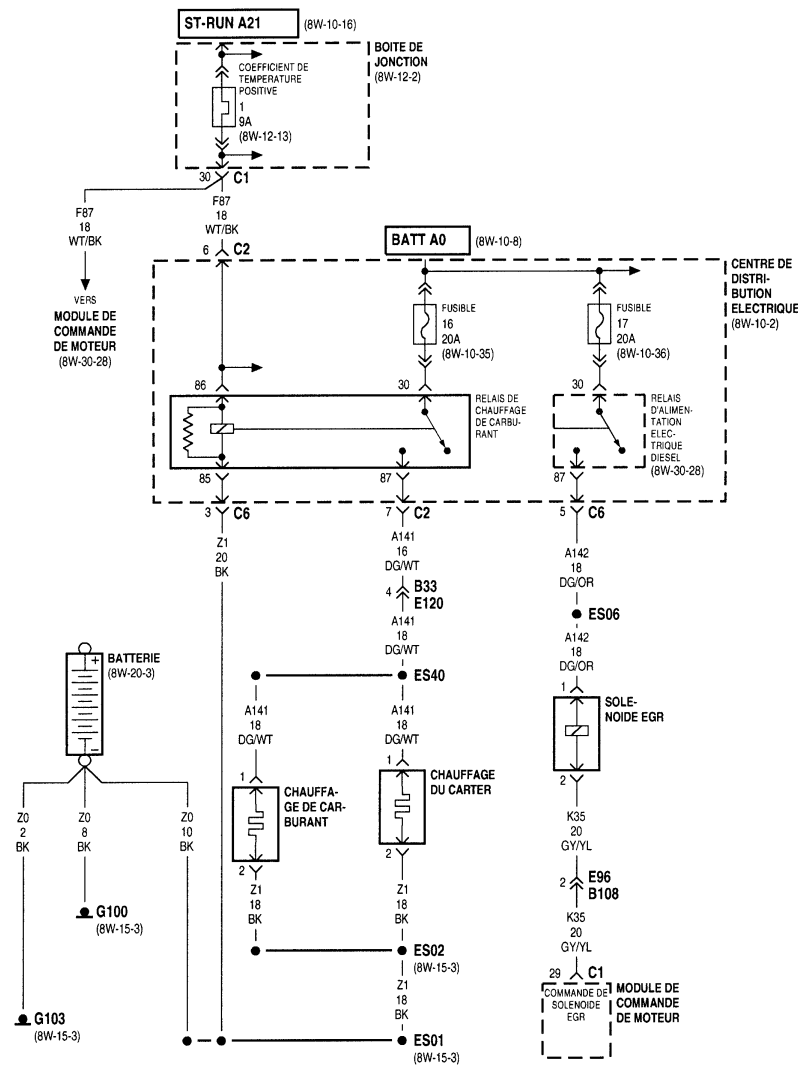 ST-RUN A21
(8W-10-16)
BOITE DE
JONCTION
(8W-12-2)
COEFFICIENT DE
TEMPERATURE
POSITIVE
1
9A
(8W-12-13)
30
C1
F87
18
WT/BK
F87
18
WT/BK
6
C2
VERS
MODULE DE
COMMANDE
DE MOTEUR
(8W-30-28)
BATT A0
(8W-10-8)
CENTRE DE
DISTRI-
BUTION
ELECTRIQUE
(8W-10-2)
FUSIBLE
16
20A
(8W-10-35)
FUSIBLE
17
20A
(8W-10-36)
86
30
RELAIS DE
CHAUFFAGE
DE CARBU-
RANT
30
RELAIS
D'ALIMEN-
TATION
ELEC-
TRIQUE
DIESEL
(8W-30-28)
85
87
87
3
C6
7
C2
5
C6
Z1
20
BK
A141
16
DG/WT
4
B33
E120
A141
18
DG/WT
ES40
A142
18
DG/OR
ES06
A142
18
DG/OR
BATTERIE
(8W-20-3)
+
−
A141
18
DG/WT
A141
18
DG/WT
1
SOLE-
NOIDE EGR
2
1
CHAUFFA-
GE DE CAR-
BURANT
2
1
CHAUFFAGE
DU CARTER
2
Z0
2
BK
Z0
8
BK
Z0
10
BK
K35
20
GY/YL
2
E96
B108
K35
20
GY/YL
Z1
18
BK
Z1
18
BK
G100
(8W-15-3)
ES02
(8W-15-3)
Z1
18
BK
29
C1
COMMANDE DE
SOLENOIDE
EGR
MODULE DE
COMMANDE
DE MOTEUR
G103
(8W-15-3)
ES01
(8W-15-3)